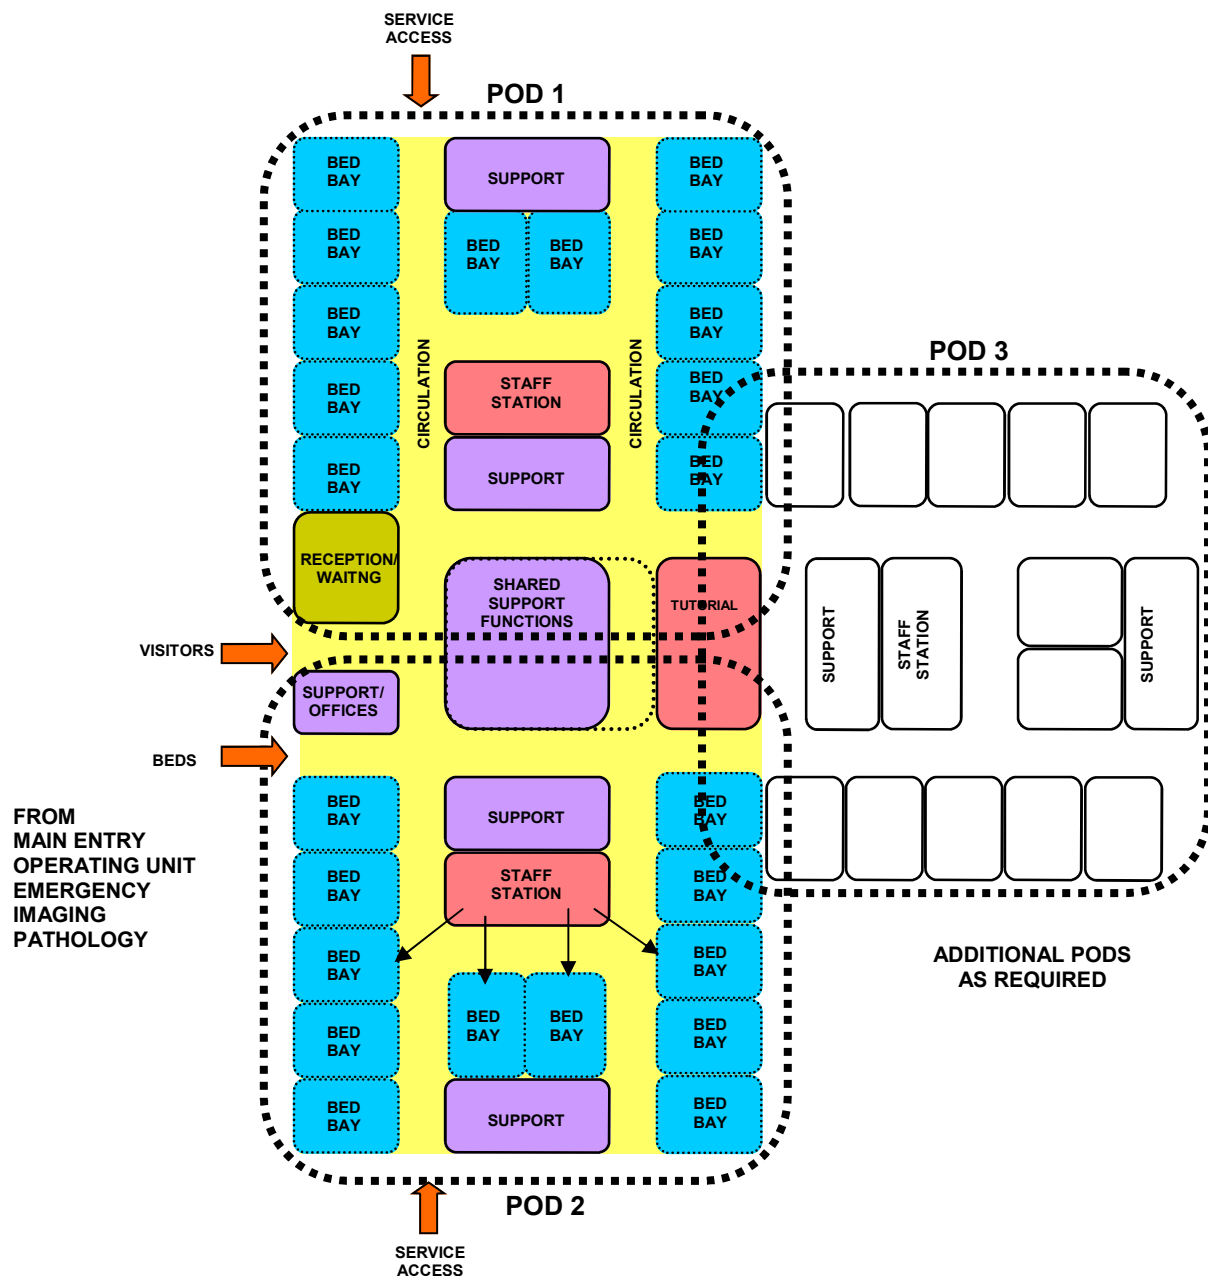 SERVICE
ACCESS
POD 1
BED
BAY
SUPPORT
BED
BAY
BED
BAY
BED
BAY
BED
BAY
BED
BAY
BED
BAY
BED
BAY
CIRCULATION
CIRCULATION
POD 3
BED
BAY
STAFF
STATION
BED
BAY
BED
BAY
SUPPORT
BED
BAY
RECEPTION/
WAITNG
SHARED
SUPPORT
FUNCTIONS
TUTORIAL
SUPPORT
STAFF
STATION
SUPPORT
VISITORS
SUPPORT/
OFFICES
BEDS
BED
BAY
SUPPORT
BED
BAY
FROM
MAIN ENTRY
OPERATING UNIT
EMERGENCY
IMAGING
PATHOLOGY
BED
BAY
STAFF
STATION
BED
BAY
BED
BAY
BED
BAY
ADDITIONAL PODS
AS REQUIRED
BED
BAY
BED
BAY
BED
BAY
BED
BAY
BED
BAY
SUPPORT
BED
BAY
POD 2
SERVICE
ACCESS